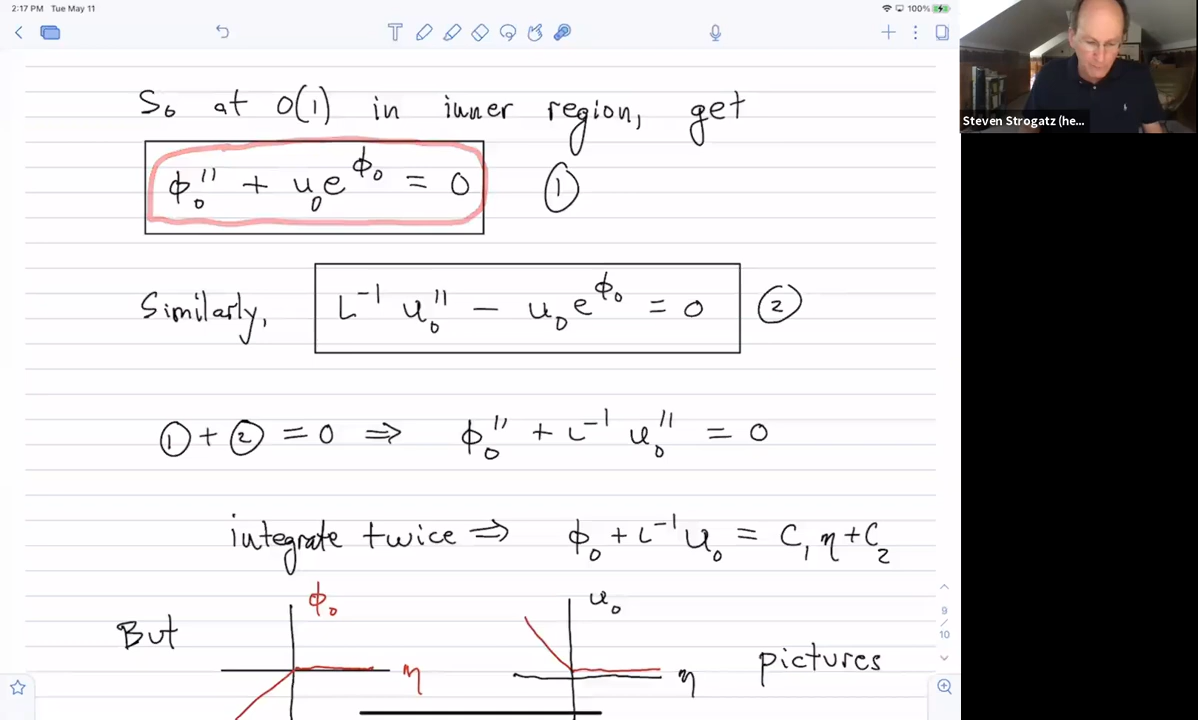 2:17 PM Tue May 11
100%
Steven Strogatz (he...
So at O(1) in inner region, get
ϕ₀'' + u₀e^ϕ₀ = 0 ①
Similarly, L⁻¹ u₀'' − u₀e^ϕ₀ = 0 ②
① + ② = 0 ⇒ ϕ₀'' + L⁻¹ u₀'' = 0
integrate twice ⇒ ϕ₀ + L⁻¹ u₀ = C₁ η + C₂
But ϕ₀ η u₀ η pictures
9
/
10